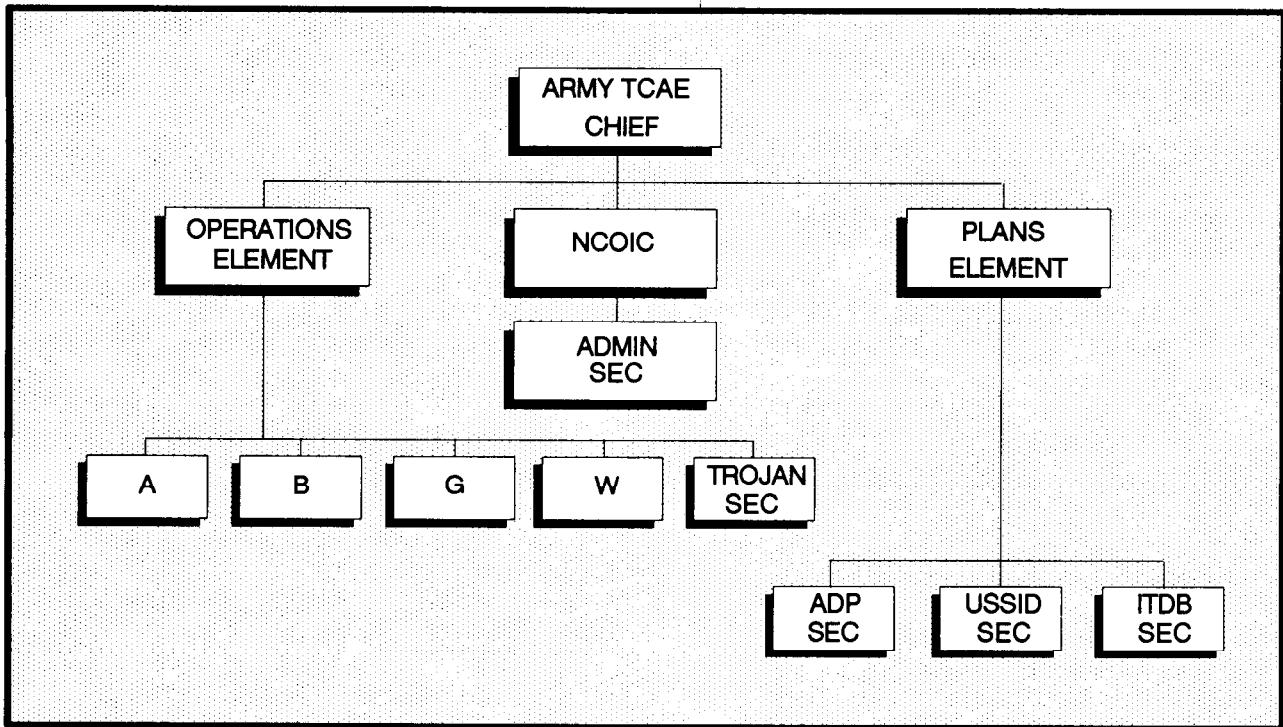 ARMY TCAE
CHIEF
OPERATIONS
ELEMENT
NCOIC
PLANS
ELEMENT
ADMIN
SEC
A
B
G
W
TROJAN
SEC
ADP
SEC
USSID
SEC
ITDB
SEC